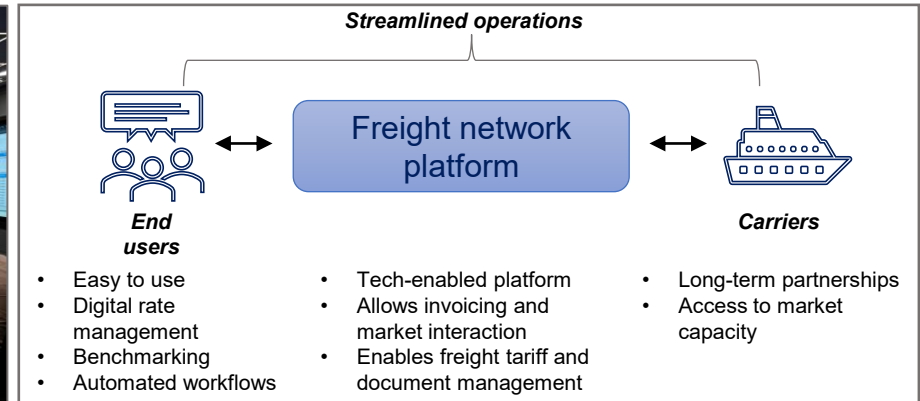 Streamlined operations
Freight network
platform
End
users
Carriers
• Easy to use
• Digital rate
management
• Benchmarking
• Automated workflows
• Tech-enabled platform
• Allows invoicing and
market interaction
• Enables freight tariff and
document management
• Long-term partnerships
• Access to market
capacity